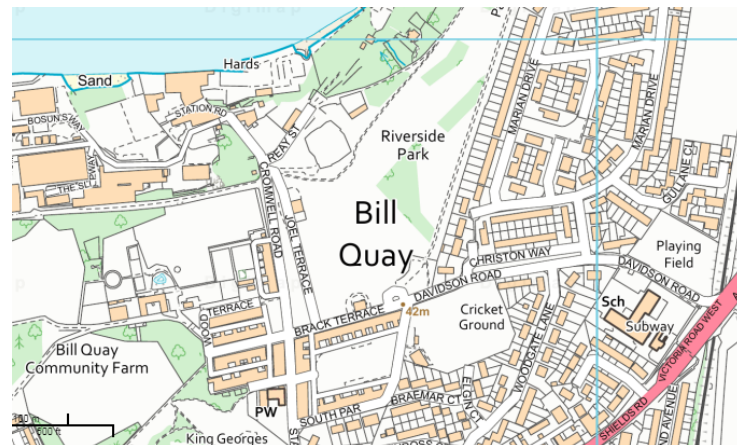 Sand
Hards
BOSUN'S WAY
STATION RD
REAY ST
THE SLIPWAY
CROMWELL ROAD
JOEL TERRACE
Riverside
Park
Bill
Quay
MARIAN DRIVE
MARIAN DRIVE
GULLANE CL
CHRISTON WAY
DAVIDSON ROAD
DAVIDSON ROAD
Playing
Field
TERRACE
BRACK TERRACE
42m
Cricket
Ground
Sch
Subway
WOODGATE LANE
VICTORIA ROAD WEST
SHIELDS RD
AVENUE
Bill Quay
Community Farm
PW
SOUTH PAR
BRAEMAR CT
ELGIN CT
King Georges